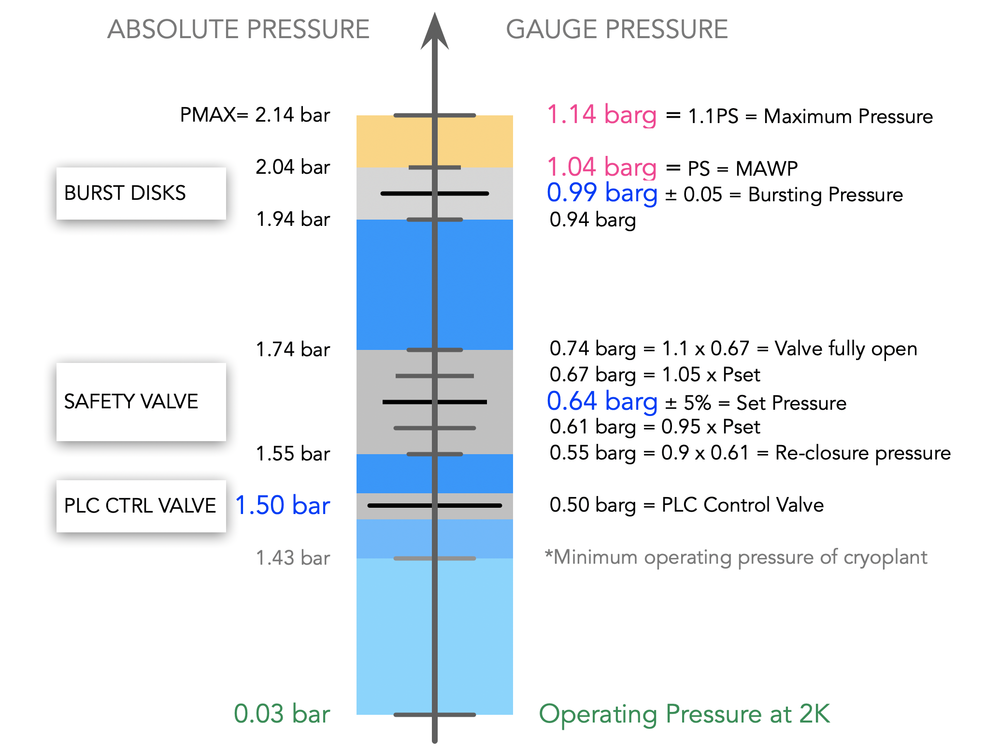 ABSOLUTE PRESSURE
GAUGE PRESSURE
PMAX= 2.14 bar
1.14 barg = 1.1PS = Maximum Pressure
2.04 bar
1.04 barg = PS = MAWP
BURST DISKS
0.99 barg ± 0.05 = Bursting Pressure
1.94 bar
0.94 barg
1.74 bar
0.74 barg = 1.1 x 0.67 = Valve fully open
0.67 barg = 1.05 x Pset
SAFETY VALVE
0.64 barg ± 5% = Set Pressure
0.61 barg = 0.95 x Pset
1.55 bar
0.55 barg = 0.9 x 0.61 = Re-closure pressure
PLC CTRL VALVE
1.50 bar
0.50 barg = PLC Control Valve
1.43 bar
*Minimum operating pressure of cryoplant
0.03 bar
Operating Pressure at 2K